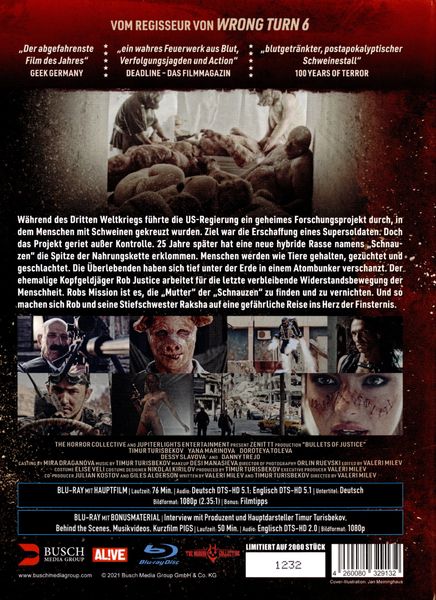 VOM REGISSEUR VON WRONG TURN 6
„Der abgefahrenste
Film des Jahres“
GEEK GERMANY
„ein wahres Feuerwerk aus Blut,
Verfolgungsjagden und Action“
DEADLINE – DAS FILMMAGAZIN
„blutgetränkter, postapokalyptischer
Schweinestall“
100 YEARS OF TERROR
Während des Dritten Weltkriegs führte die US-Regierung ein geheimes Forschungsprojekt durch, in
dem Menschen mit Schweinen gekreuzt wurden. Ziel war die Erschaffung eines Supersoldaten. Doch
das Projekt geriet außer Kontrolle. 25 Jahre später hat eine neue hybride Rasse namens „Schnau-
zen“ die Spitze der Nahrungskette erklommen. Menschen werden wie Tiere gehalten, gezüchtet und
geschlachtet. Die Überlebenden haben sich tief unter der Erde in einem Atombunker verschanzt. Der
ehemalige Kopfgeldjäger Rob Justice arbeitet für die letzte verbleibende Widerstandsbewegung der
Menschheit. Robs Mission ist es, die „Mutter“ der „Schnauzen“ zu finden und zu vernichten. Und so
machen sich Rob und seine Stiefschwester Raksha auf eine gefährliche Reise ins Herz der Finsternis.
THE HORROR COLLECTIVE AND JUPITERLIGHTS ENTERTAINMENT PRESENT ZENIT TT PRODUCTION "BULLETS OF JUSTICE"
TIMUR TURISBEKOV YANA MARINOVA DOROTEYA TOLEVA
DESSY SLAVOVA AND DANNY TREJO
CASTING BY MIRA DRAGANOVA MUSIC BY TIMUR TURISBEKOV MAKEUP DESI MANASIEVA DIRECTOR OF PHOTOGRAPHY ORLIN RUEVSKI EDITED BY VALERI MILEV
COSTUME ELISE VELI COSTUME DESIGNER NIKOLAI KIRILOV PRODUCED BY TIMUR TURISBEKOV EXECUTIVE PRODUCER VALERI MILEV
CO-PRODUCER JULIAN KOSTOV AND GILES ALDERSON WRITTEN BY VALERI MILEV AND TIMUR TURISBEKOV DIRECTED BY VALERI MILEV
BLU-RAY MIT HAUPTFILM | Laufzeit: 76 Min. | Audio: Deutsch DTS-HD 5.1; Englisch DTS-HD 5.1 | Untertitel: Deutsch
Bildformat: 1080p (2.35:1) | Bonus: Filmtipps
BLU-RAY MIT BONUSMATERIAL | Interview mit Produzent und Hauptdarsteller Timur Turisbekov.
Behind the Scenes, Musikvideos, Kurzfilm PIGS | Laufzeit: 50 Min. | Audio: Englisch DTS-HD 2.0 | Bildformat: 1080p
BUSCH
MEDIA GROUP
AL!VE
Blu-ray Disc
THE HORROR COLLECTIVE
LIMITIERT AUF 2000 STÜCK
1232
4 260080 329132
www.buschmediagroup.com
© 2021 Busch Media Group GmbH & Co. KG
Cover-Illustration: Jan Meininghaus